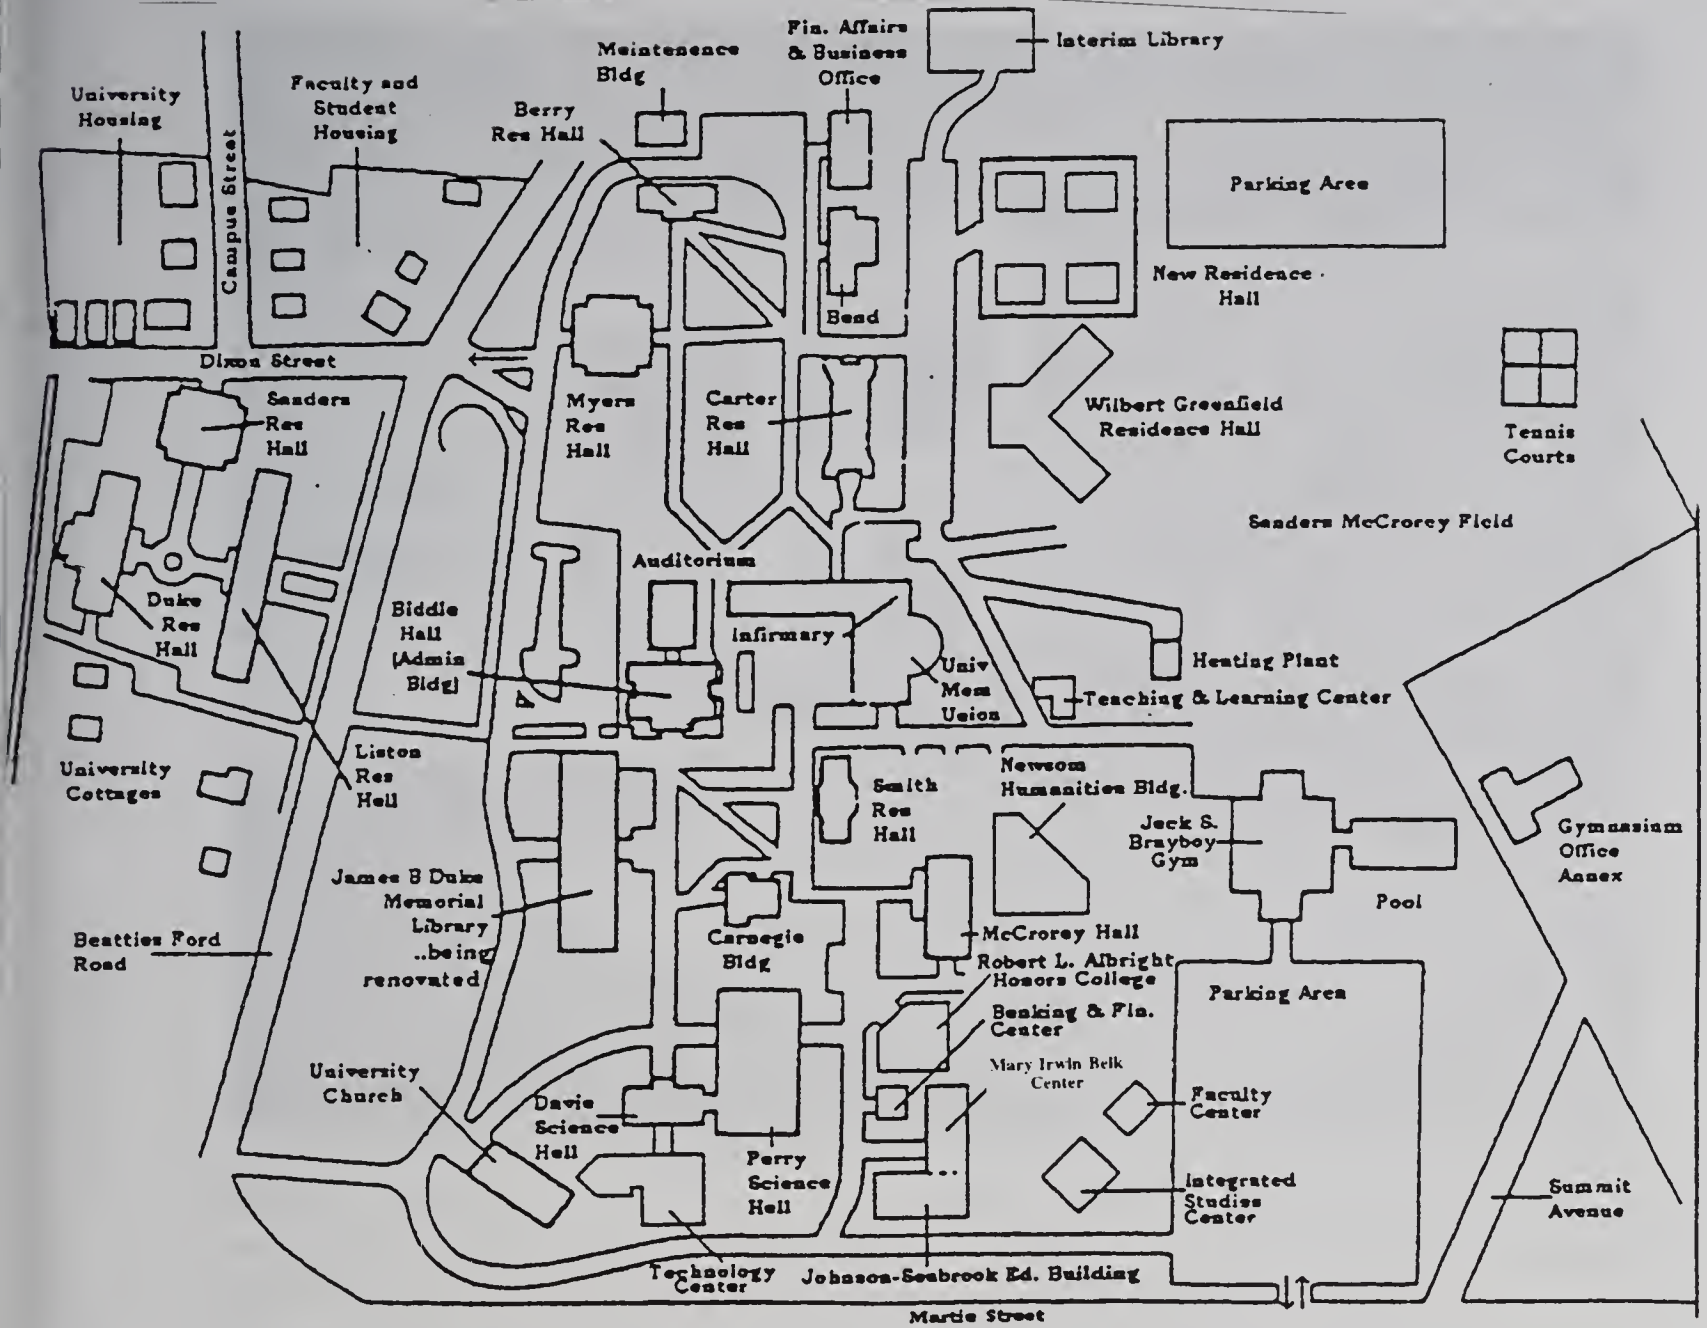 Fin. Affairs
& Business
Office
Interim Library
Maintenence
Bldg
University
Housing
Faculty and
Student
Housing
Berry
Res Hall
Campus Street
Parking Area
New Residence
Hall
Bend
Dixon Street
Sanders
Res
Hall
Myers
Res
Hall
Carter
Res
Hall
Wilbert Greenfield
Residence Hall
Tennis
Courts
Sanders McCrorey Field
Auditorium
Duke
Res
Hall
Biddle
Hall
(Admin
Bldg)
Infirmary
Univ
Mem
Union
Heating Plant
Teaching & Learning Center
University
Cottages
Liston
Res
Hall
Smith
Res
Hall
Newsom
Humanities Bldg.
Jack S.
Brayboy
Gym
Gymnasium
Office
Annex
Pool
James B Duke
Memorial
Library
..being
renovated
Beatties Ford
Road
Carnegie
Bldg
McCrorey Hall
Robert L. Albright
Honors College
Parking Area
Banking & Fin.
Center
Mary Irwin Belk
Center
University
Church
Davis
Science
Hall
Perry
Science
Hall
Faculty
Center
Integrated
Studies
Center
Summit
Avenue
Technology
Center
Johnson-Seabrook Ed. Building
Martin Street